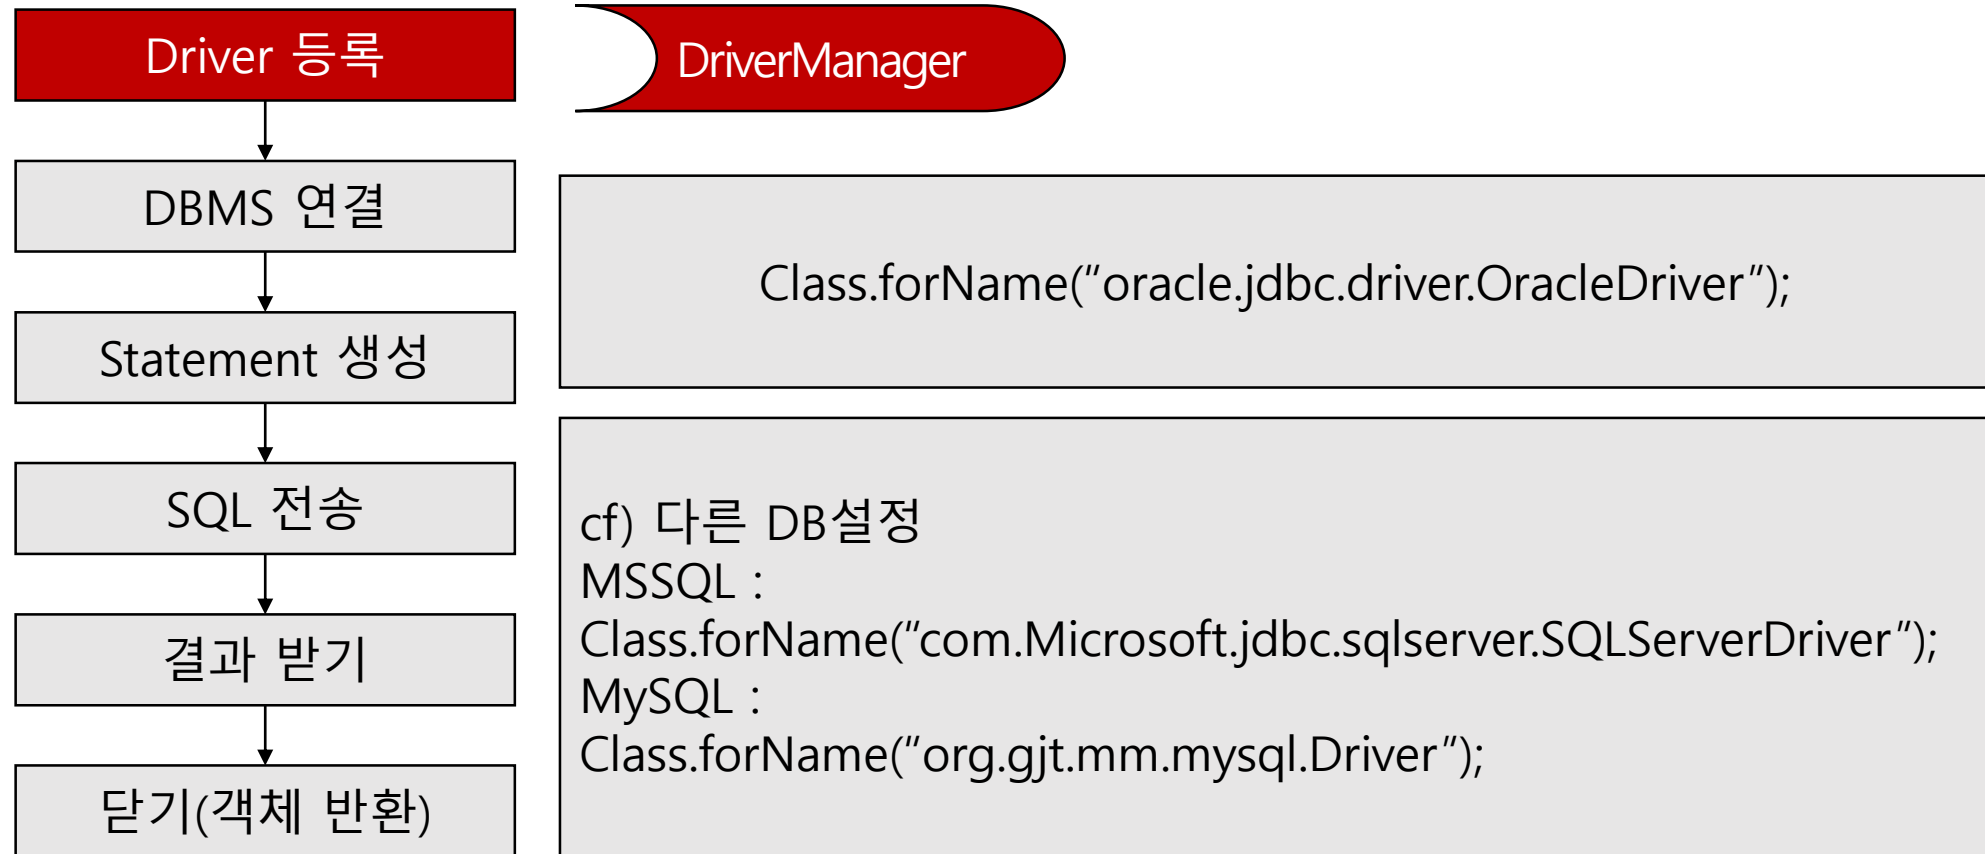 Driver 등록
DriverManager
DBMS 연결
Statement 생성
SQL 전송
결과 받기
닫기(객체 반환)
Class.forName(“oracle.jdbc.driver.OracleDriver”);
cf) 다른 DB설정
MSSQL :
Class.forName(“com.Microsoft.jdbc.sqlserver.SQLServerDriver”);
MySQL :
Class.forName(“org.gjt.mm.mysql.Driver”);